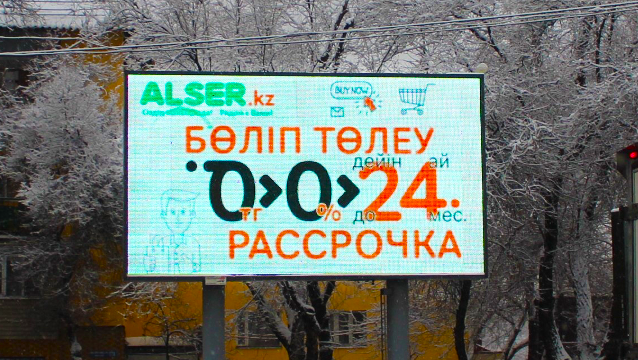 ALSER.kz
BUY NOW
БӨЛІП ТӨЛЕУ
дейін ай
0>0>24.
тг % до мес.
РАССРОЧКА